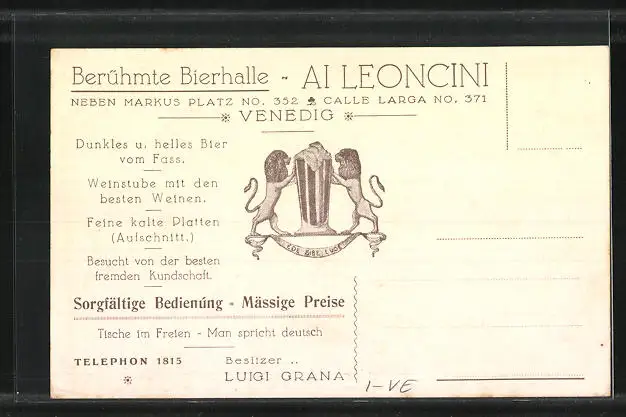 Berühmte Bierhalle - AI LEONCINI
NEBEN MARKUS PLATZ NO. 352 CALLE LARGA NO. 371
VENEDIG
Dunkles u. helles Bier
vom Fass.
Weinstube mit den
besten Weinen.
Feine kalte Platten
(Aufschnitt.)
Besucht von der besten
fremden Kundschaft.
Sorgfältige Bedienúng - Mässige Preise
Tische im Freien - Man spricht deutsch
TELEPHON 1815 Besitzer ..
LUIGI GRANA
I-VE